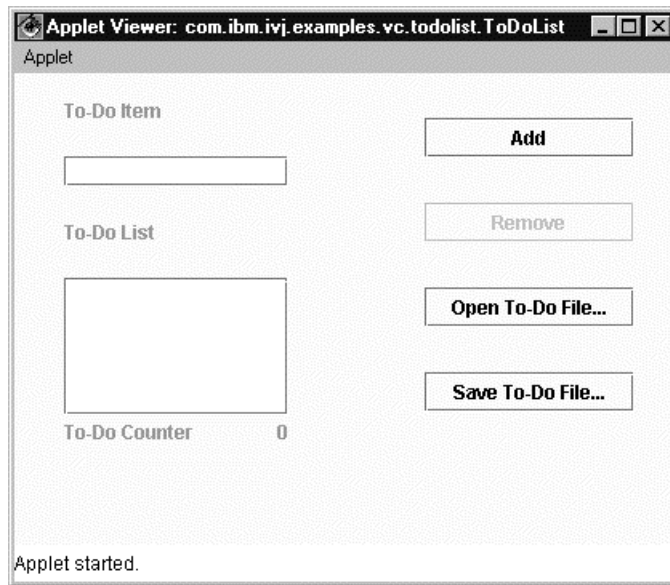 Applet Viewer: com.ibm.ivj.examples.vc.todolist.ToDoList
Applet
To-Do Item
Add
Remove
To-Do List
Open To-Do File...
Save To-Do File...
To-Do Counter 0
Applet started.